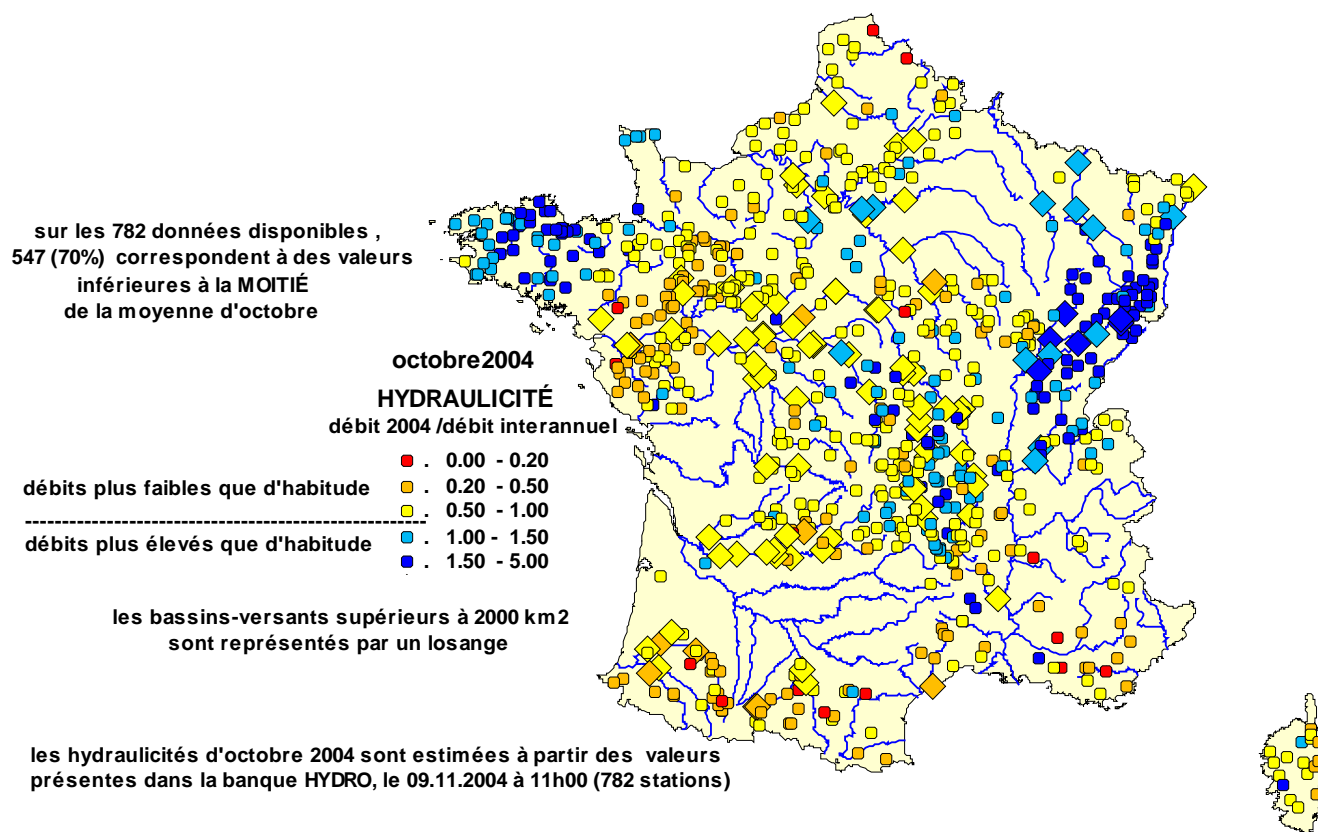 sur les 782 données disponibles ,
547 (70%) correspondent à des valeurs
inférieures à la MOITIÉ
de la moyenne d'octobre
octobre2004
HYDRAULICITÉ
débit 2004 /débit interannuel
. 0.00 - 0.20
. 0.20 - 0.50
débits plus faibles que d'habitude
. 0.50 - 1.00
débits plus élevés que d'habitude
. 1.00 - 1.50
. 1.50 - 5.00
les bassins-versants supérieurs à 2000 km2
sont représentés par un losange
les hydraulicités d'octobre 2004 sont estimées à partir des valeurs
présentes dans la banque HYDRO, le 09.11.2004 à 11h00 (782 stations)